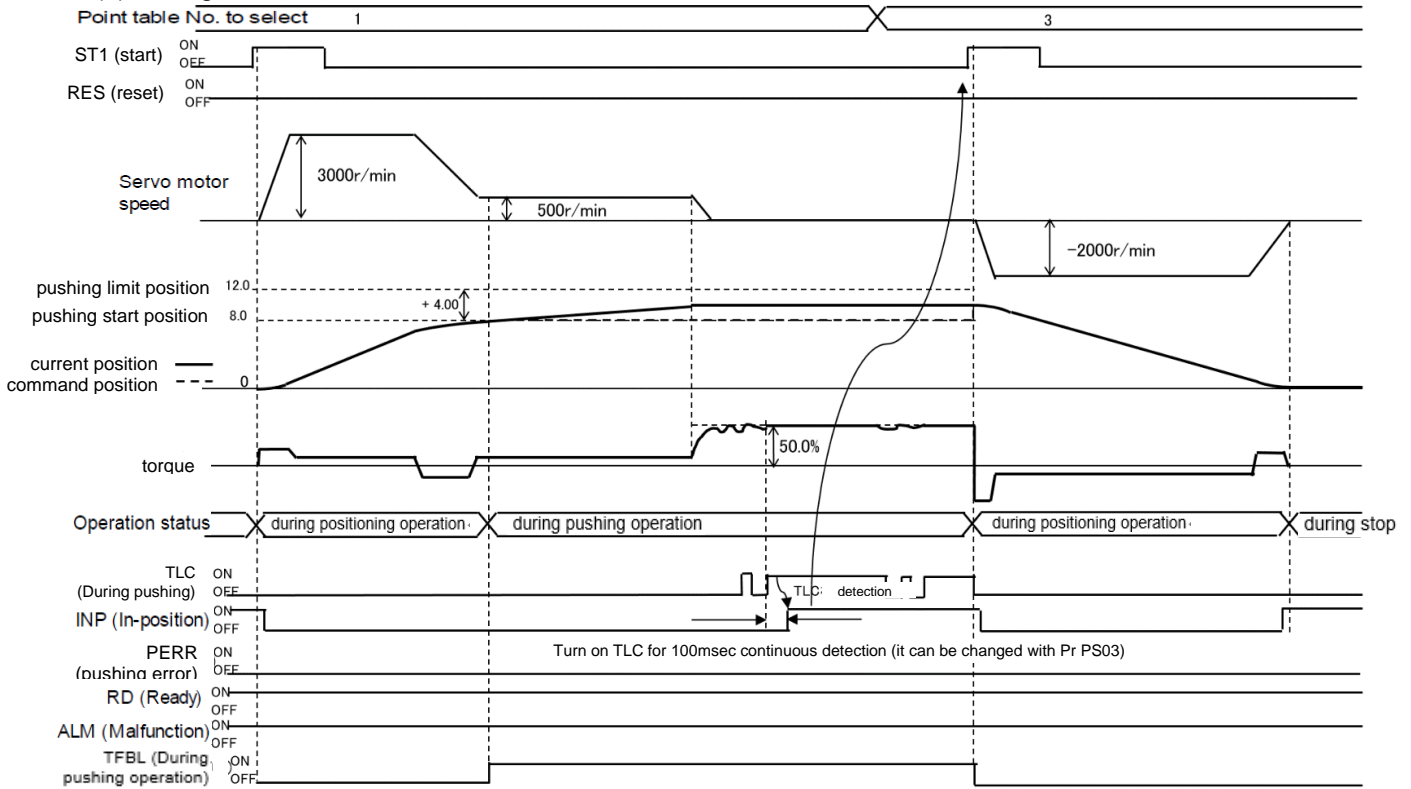 Point table No. to select 1 3
ST1 (start) ON
OFF
RES (reset) ON
OFF
Servo motor
speed
3000r/min
500r/min
-2000r/min
pushing limit position 12.0
+ 4.00
pushing start position 8.0
current position
command position 0
50.0%
torque
Operation status during positioning operation during pushing operation during positioning operation during stop
TLC ON
(During pushing) OFF
TLC: detection
INP (In-position) ON
OFF
PERR ON
(pushing error) OFF
Turn on TLC for 100msec continuous detection (it can be changed with Pr PS03)
RD (Ready) ON
OFF
ALM (Malfunction) ON
OFF
TFBL (During ) ON
pushing operation) OFF